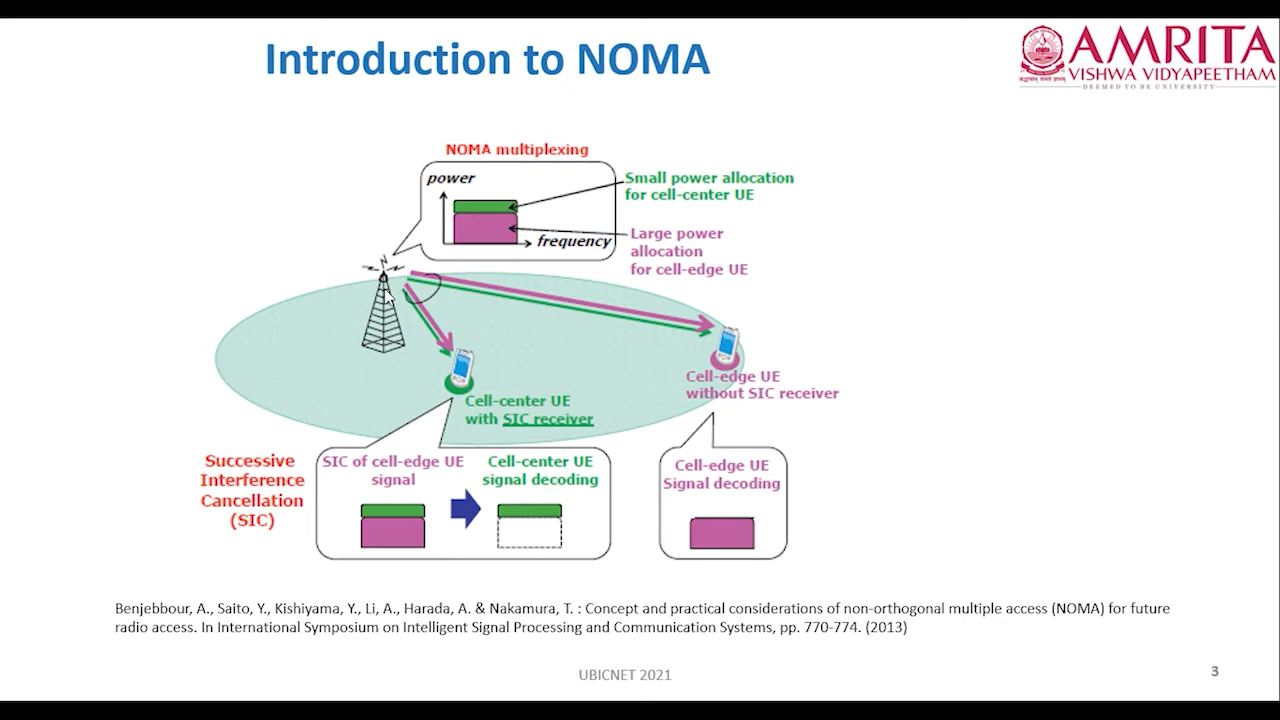 Introduction to NOMA
AMRITA
VISHWA VIDYAPEETHAM
DEEMED TO BE UNIVERSITY
NOMA multiplexing
power
frequency
Small power allocation
for cell-center UE
Large power
allocation
for cell-edge UE
Cell-edge UE
without SIC receiver
Cell-center UE
with SIC receiver
Successive
Interference
Cancellation
(SIC)
SIC of cell-edge UE
signal
Cell-center UE
signal decoding
Cell-edge UE
Signal decoding
Benjebbour, A., Saito, Y., Kishiyama, Y., Li, A., Harada, A. & Nakamura, T. : Concept and practical considerations of non-orthogonal multiple access (NOMA) for future
radio access. In International Symposium on Intelligent Signal Processing and Communication Systems, pp. 770-774. (2013)
UBICNET 2021
3